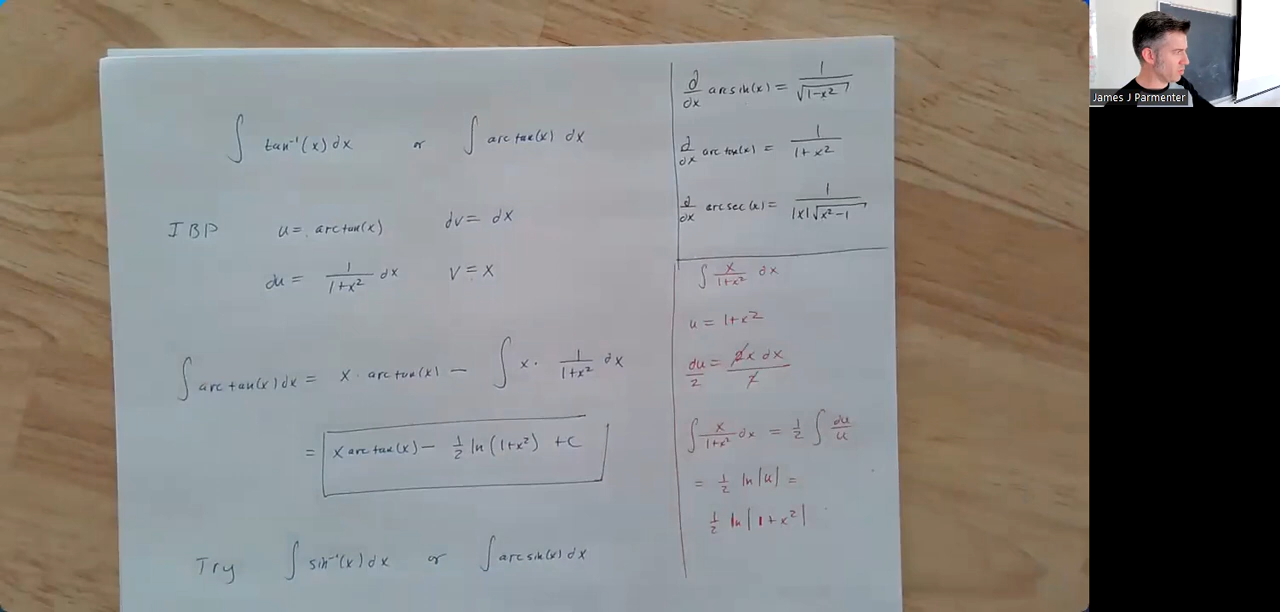 ∫ tan⁻¹(x) dx or ∫ arctan(x) dx
IBP u = arctan(x) dv = dx
du = 1/(1+x²) dx v = x
∫ arctan(x) dx = x · arctan(x) − ∫ x · 1/(1+x²) dx
= x arctan(x) − 1/2 ln(1+x²) + C
Try ∫ sin⁻¹(x) dx or ∫ arcsin(x) dx
∂/∂x arcsin(x) = 1/√(1−x²)
∂/∂x arctan(x) = 1/(1+x²)
∂/∂x arcsec(x) = 1/(|x|√(x²−1))
∫ x/(1+x²) dx
u = 1+x²
du/2 = 2x dx/2
∫ x/(1+x²) dx = 1/2 ∫ du/u
= 1/2 ln|u| =
1/2 ln|1+x²|
James J Parmenter